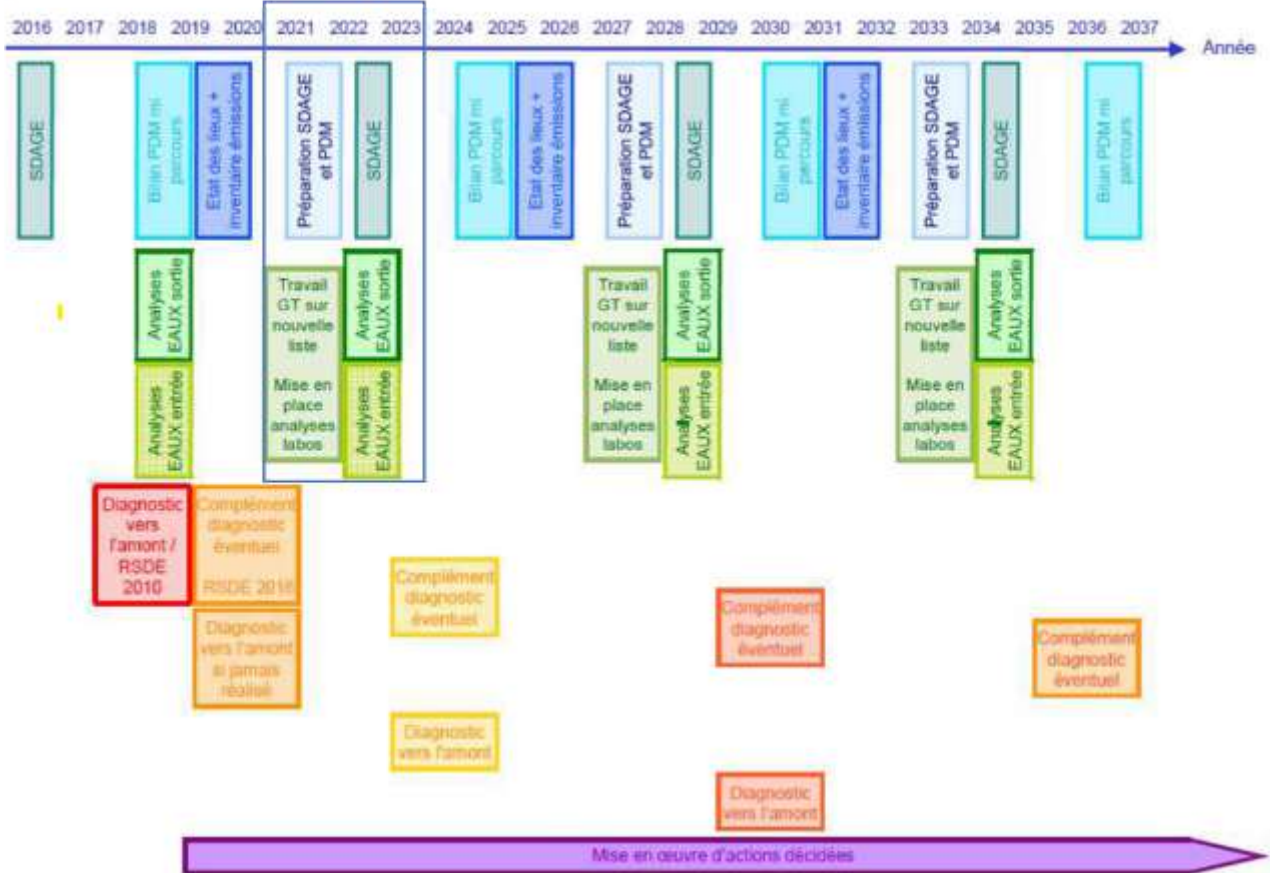 2016 2017 2018 2019 2020 2021 2022 2023 2024 2025 2026 2027 2028 2029 2030 2031 2032 2033 2034 2035 2036 2037
Année
SDAGE
Bilan PDM mi
parcours
Etat des lieux +
inventaire émissions
Préparation SDAGE
et PDM
SDAGE
Bilan PDM mi
parcours
Etat des lieux +
inventaire émissions
Préparation SDAGE
et PDM
SDAGE
Bilan PDM mi
parcours
Etat des lieux +
inventaire émissions
Préparation SDAGE
et PDM
SDAGE
Bilan PDM mi
parcours
Analyses
EAUX sortie
Travail
GT sur
nouvelle
liste
Mise en
place
analyses
labos
Analyses
EAUX sortie
Travail
GT sur
nouvelle
liste
Mise en
place
analyses
labos
Analyses
EAUX sortie
Travail
GT sur
nouvelle
liste
Mise en
place
analyses
labos
Analyses
EAUX sortie
Analyses
EAUX entrée
Analyses
EAUX entrée
Analyses
EAUX entrée
Analyses
EAUX entrée
Diagnostic
vers
l'amont /
RSDE
2016
Complément
diagnostic
éventuel
RSDE 2016
Complément
diagnostic
éventuel
Complément
diagnostic
éventuel
Complément
diagnostic
éventuel
Diagnostic
vers l'amont
si jamais
réalisé
Diagnostic
vers l'amont
Diagnostic
vers l'amont
Mise en œuvre d'actions décidées